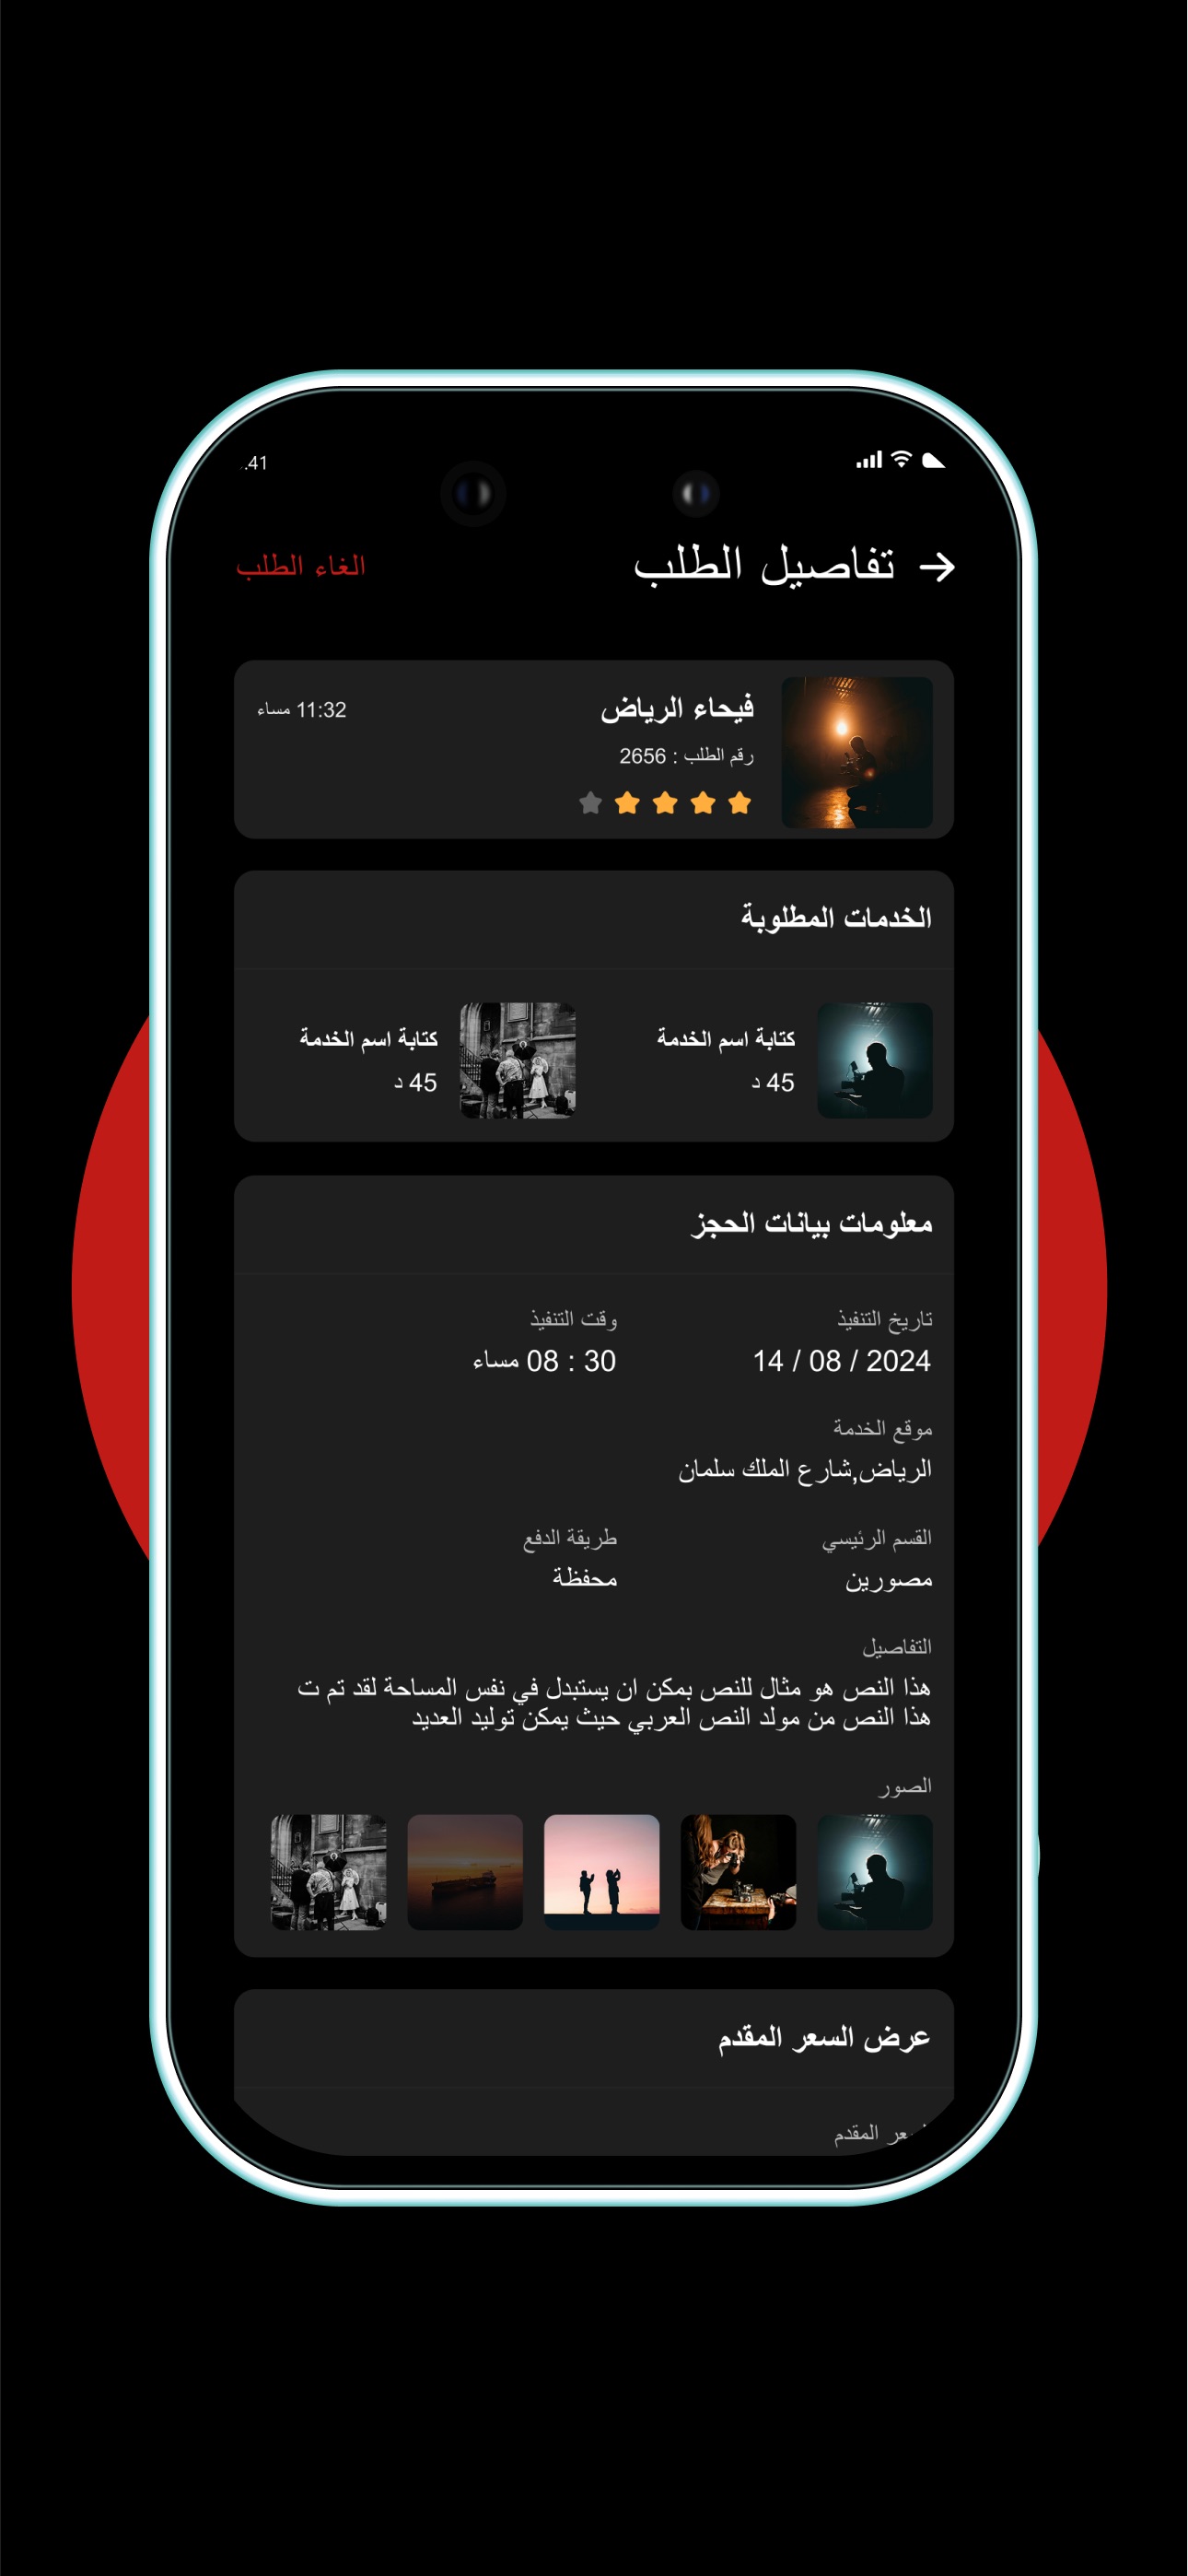 .41
تفاصيل الطلب
الغاء الطلب
فيحاء الرياض
11:32 مساء
رقم الطلب : 2656
الخدمات المطلوبة
كتابة اسم الخدمة
45 د
كتابة اسم الخدمة
45 د
معلومات بيانات الحجز
تاريخ التنفيذ
14 / 08 / 2024
وقت التنفيذ
08 : 30 مساء
موقع الخدمة
الرياض,شارع الملك سلمان
القسم الرئيسي
مصورين
طريقة الدفع
محفظة
التفاصيل
هذا النص هو مثال للنص بمكن ان يستبدل في نفس المساحة لقد تم ت
هذا النص من مولد النص العربي حيث يمكن توليد العديد
الصور
عرض السعر المقدم
المقدم